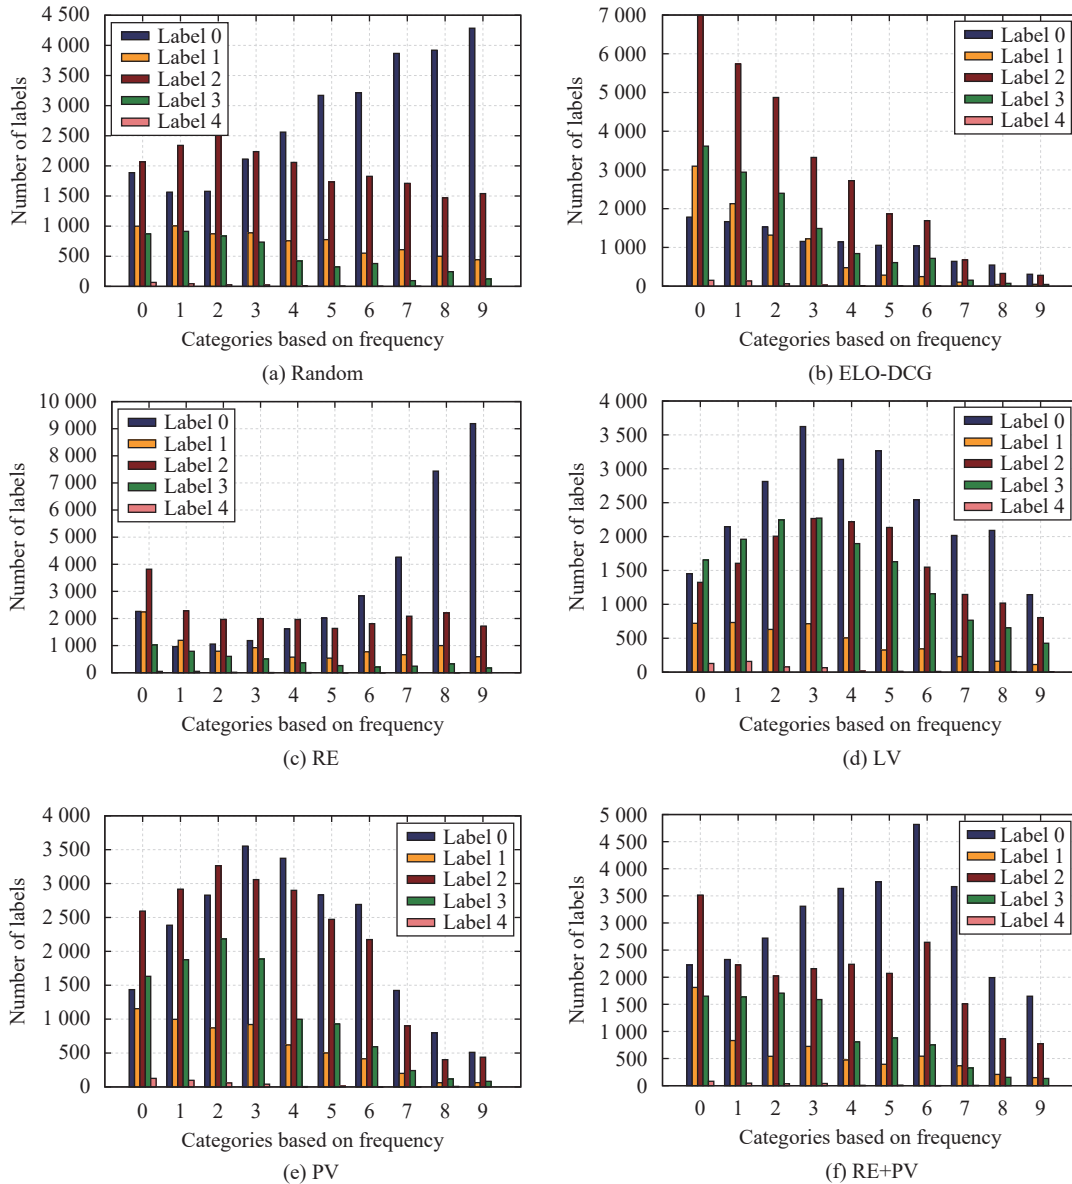 4 500
4 000
3 500
3 000
2 500
2 000
1 500
1 000
500
0
Number of labels
Label 0
Label 1
Label 2
Label 3
Label 4
0 1 2 3 4 5 6 7 8 9
Categories based on frequency
(a) Random
7 000
6 000
7 000
5 000
4 000
3 000
2 000
1 000
0
Number of labels
Label 0
Label 1
Label 2
Label 3
Label 4
0 1 2 3 4 5 6 7 8 9
Categories based on frequency
(b) ELO-DCG
10 000
9 000
8 000
7 000
6 000
5 000
4 000
3 000
2 000
1 000
0
Number of labels
Label 0
Label 1
Label 2
Label 3
Label 4
0 1 2 3 4 5 6 7 8 9
Categories based on frequency
(c) RE
4 000
3 500
3 000
2 500
2 000
1 500
1 000
500
0
Number of labels
Label 0
Label 1
Label 2
Label 3
Label 4
0 1 2 3 4 5 6 7 8 9
Categories based on frequency
(d) LV
4 000
3 500
3 000
2 500
2 000
1 500
1 000
500
0
Number of labels
Label 0
Label 1
Label 2
Label 3
Label 4
0 1 2 3 4 5 6 7 8 9
Categories based on frequency
(e) PV
5 000
4 500
4 000
3 500
3 000
2 500
2 000
1 500
1 000
500
0
Number of labels
Label 0
Label 1
Label 2
Label 3
Label 4
0 1 2 3 4 5 6 7 8 9
Categories based on frequency
(f) RE+PV